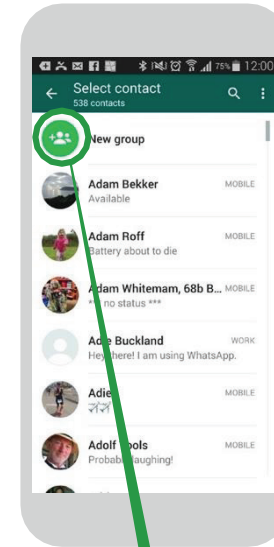 75% 12:00
Select contact
538 contacts
New group
Adam Bekker MOBILE
Available
Adam Roff MOBILE
Battery about to die
Adam Whitemam, 68b B... MOBILE
no status ***
Adie Buckland WORK
Hey there! I am using WhatsApp.
Adie MOBILE
Adolf MOBILE
Probably laughing!